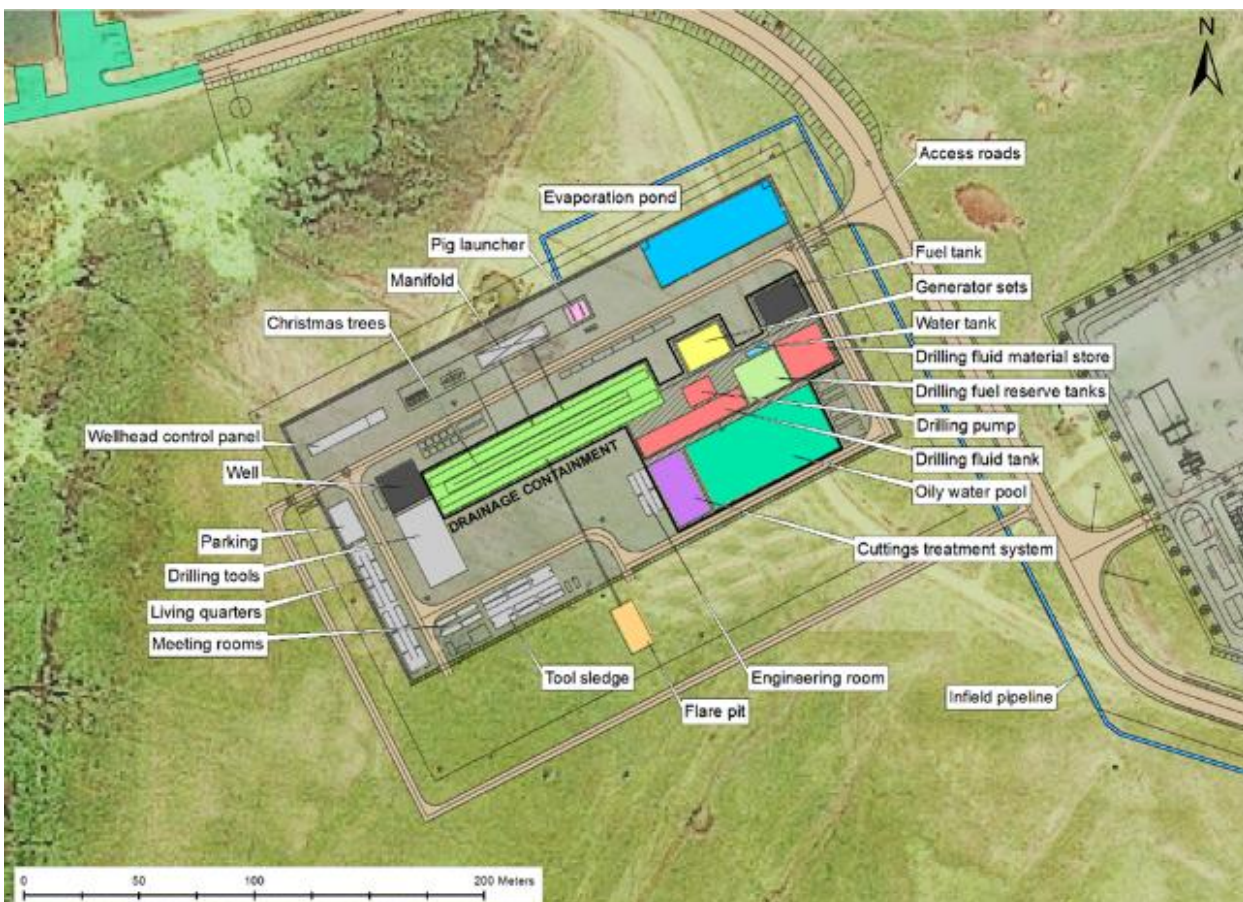 N
Access roads
Evaporation pond
Pig launcher
Manifold
Christmas trees
Fuel tank
Generator sets
Water tank
Drilling fluid material store
Drilling fuel reserve tanks
Drilling pump
Drilling fluid tank
Oily water pool
Cuttings treatment system
Wellhead control panel
Well
DRAINAGE CONTAINMENT
Parking
Drilling tools
Living quarters
Meeting rooms
Tool sledge
Engineering room
Flare pit
Infield pipeline
0 50 100 200 Meters